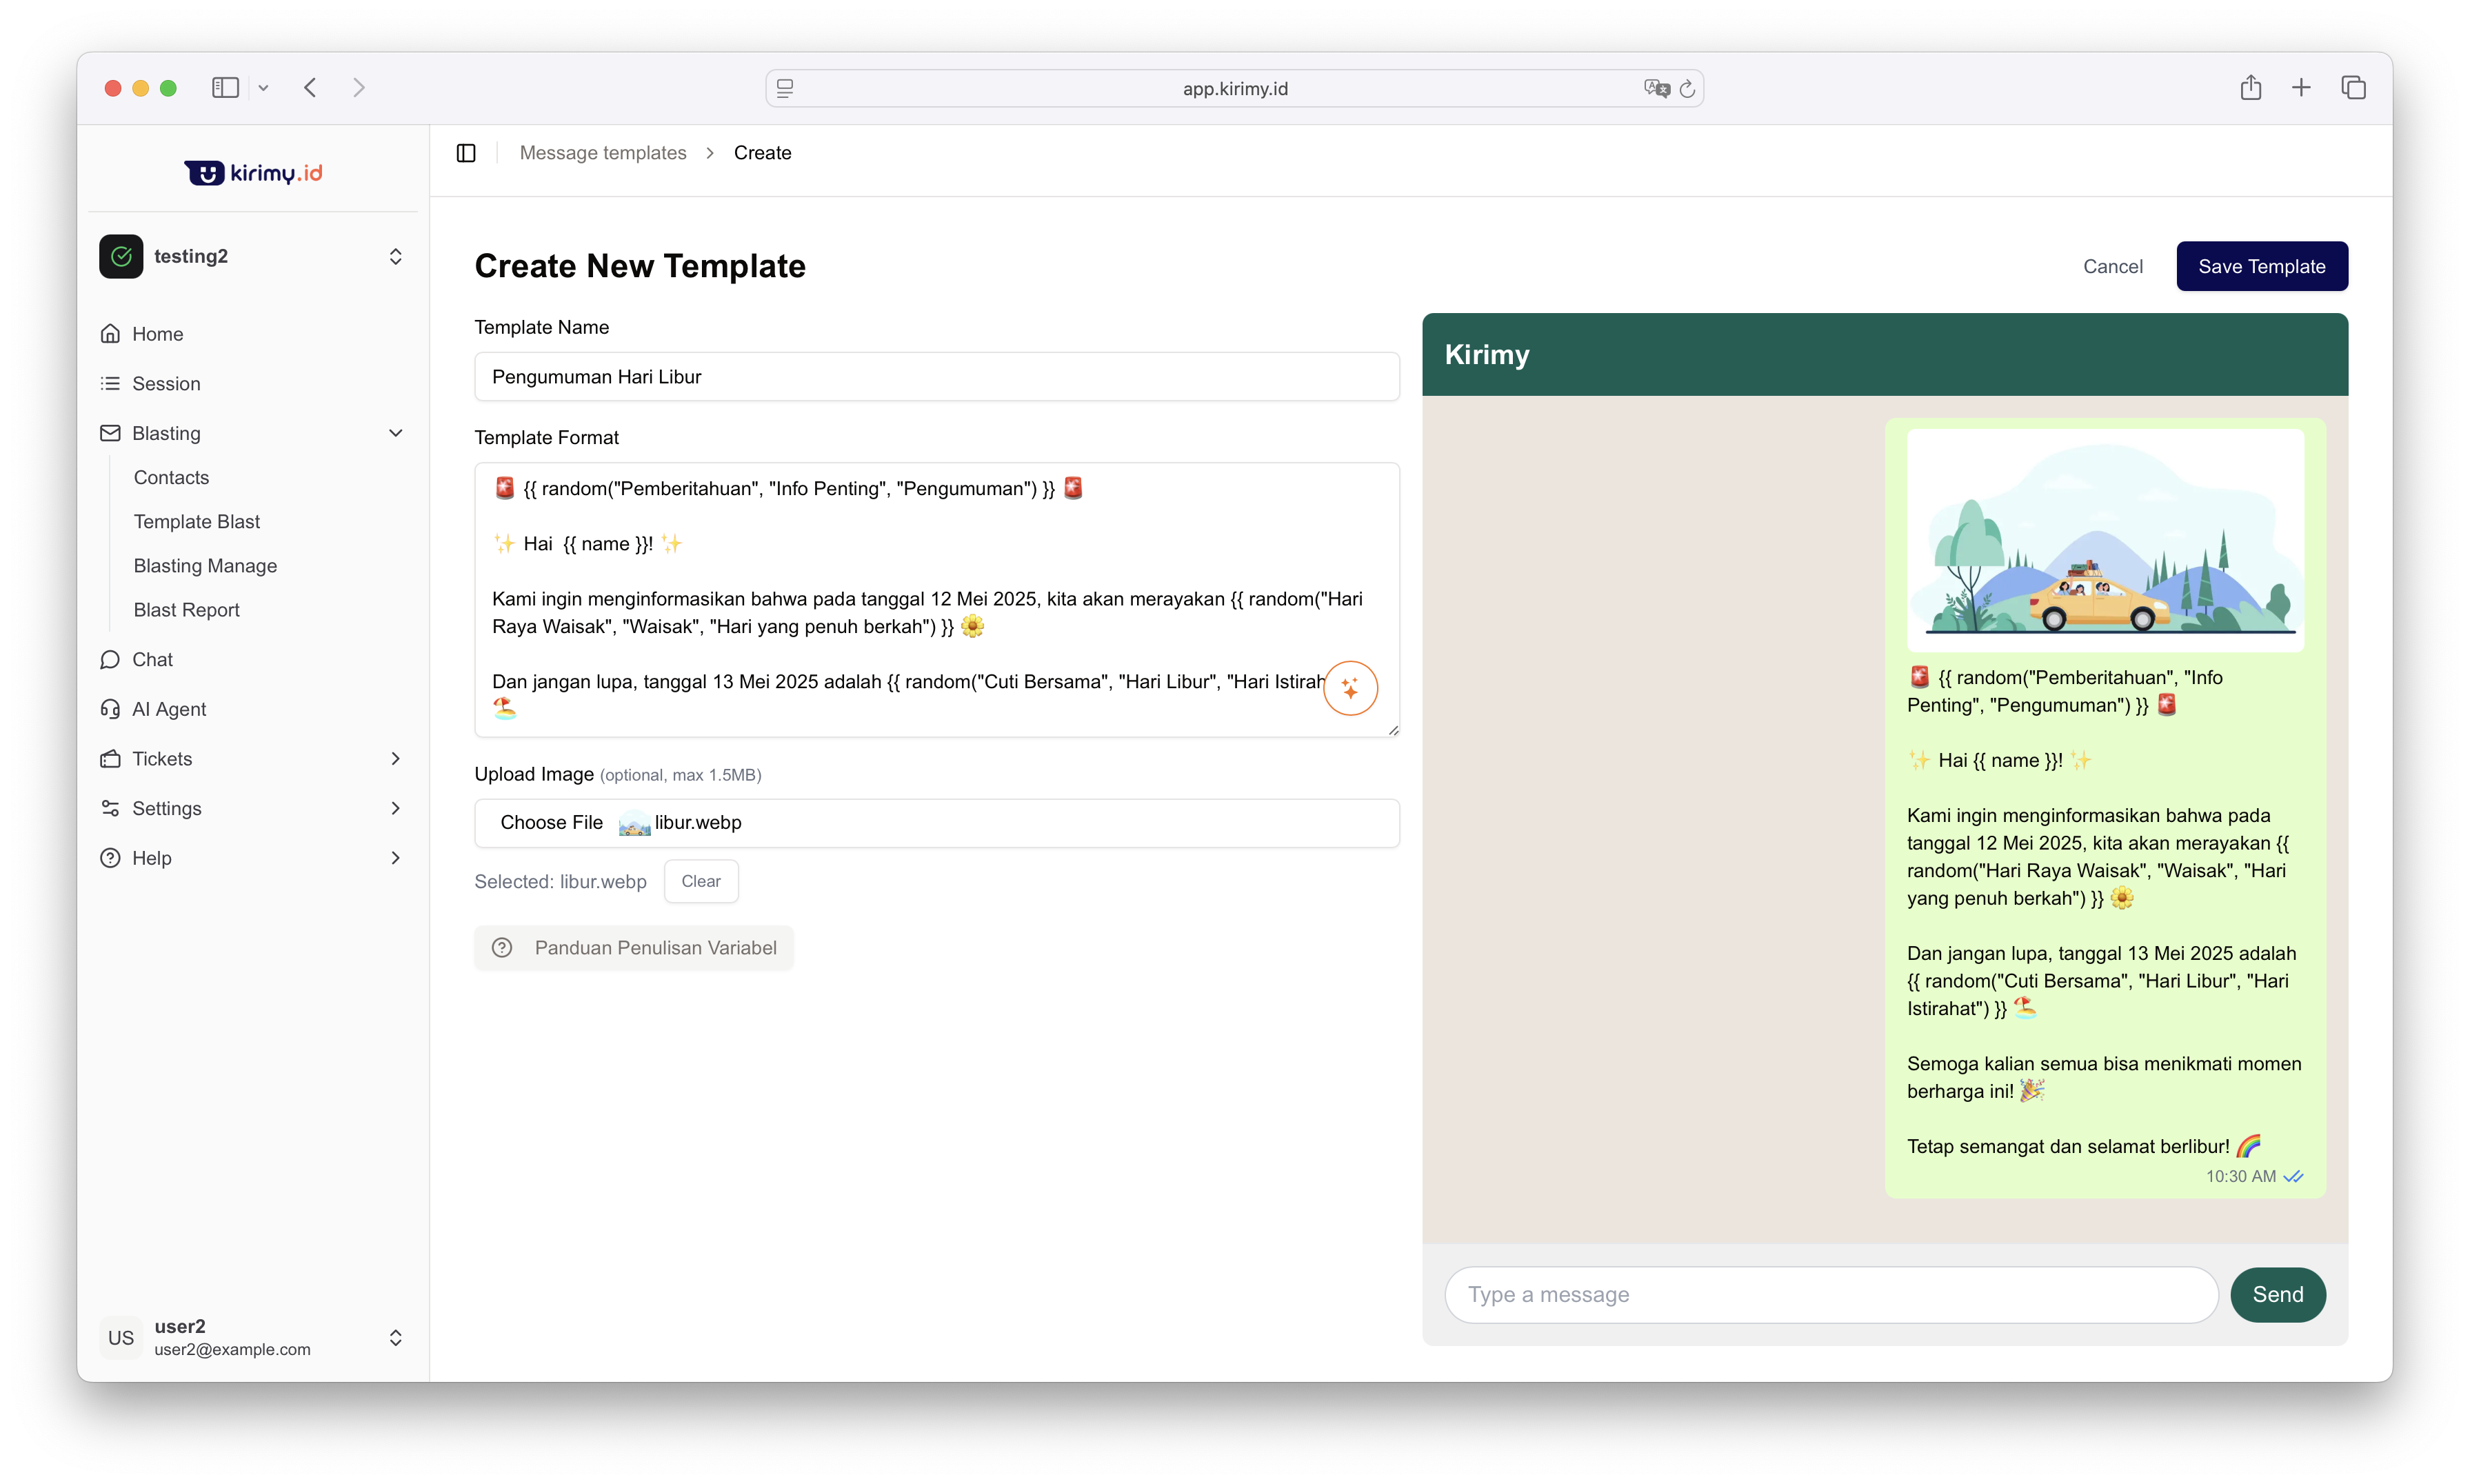 app.kirimy.id
kirimy.id
testing2
Home
Session
Blasting
Contacts
Template Blast
Blasting Manage
Blast Report
Chat
AI Agent
Tickets
Settings
Help
US
user2
user2@example.com
Message templates > Create
Create New Template
Cancel
Save Template
Template Name
Pengumuman Hari Libur
Template Format
🚨 {{ random("Pemberitahuan", "Info Penting", "Pengumuman") }} 🚨
✨ Hai  {{ name }}! ✨
Kami ingin menginformasikan bahwa pada tanggal 12 Mei 2025, kita akan merayakan {{ random("Hari
Raya Waisak", "Waisak", "Hari yang penuh berkah") }} 🌼
Dan jangan lupa, tanggal 13 Mei 2025 adalah {{ random("Cuti Bersama", "Hari Libur", "Hari Istirah
🏖️
Upload Image (optional, max 1.5MB)
Choose File libur.webp
Selected: libur.webp
Clear
Panduan Penulisan Variabel
Kirimy
🚨 {{ random("Pemberitahuan", "Info
Penting", "Pengumuman") }} 🚨
✨ Hai {{ name }}! ✨
Kami ingin menginformasikan bahwa pada
tanggal 12 Mei 2025, kita akan merayakan {{
random("Hari Raya Waisak", "Waisak", "Hari
yang penuh berkah") }} 🌼
Dan jangan lupa, tanggal 13 Mei 2025 adalah
{{ random("Cuti Bersama", "Hari Libur", "Hari
Istirahat") }} 🏖️
Semoga kalian semua bisa menikmati momen
berharga ini! 🎉
Tetap semangat dan selamat berlibur! 🌈
10:30 AM
Type a message
Send